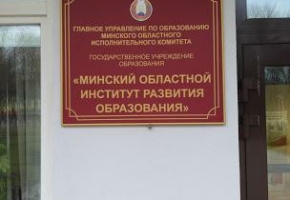 ГЛАВНОЕ УПРАВЛЕНИЕ ПО ОБРАЗОВАНИЮ
МИНСКОГО ОБЛАСТНОГО
ИСПОЛНИТЕЛЬНОГО КОМИТЕТА
ГОСУДАРСТВЕННОЕ УЧРЕЖДЕНИЕ
ОБРАЗОВАНИЯ
«МИНСКИЙ ОБЛАСТНОЙ
ИНСТИТУТ РАЗВИТИЯ
ОБРАЗОВАНИЯ»